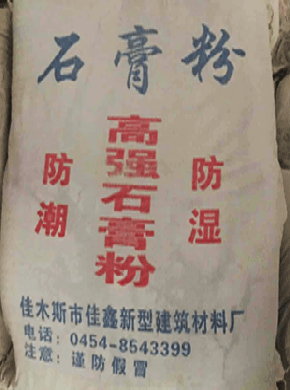 石膏粉
高强石膏粉
防潮
防湿
佳木斯市佳鑫新型建筑材料厂
电话：0454-8543399
注意：谨防假冒